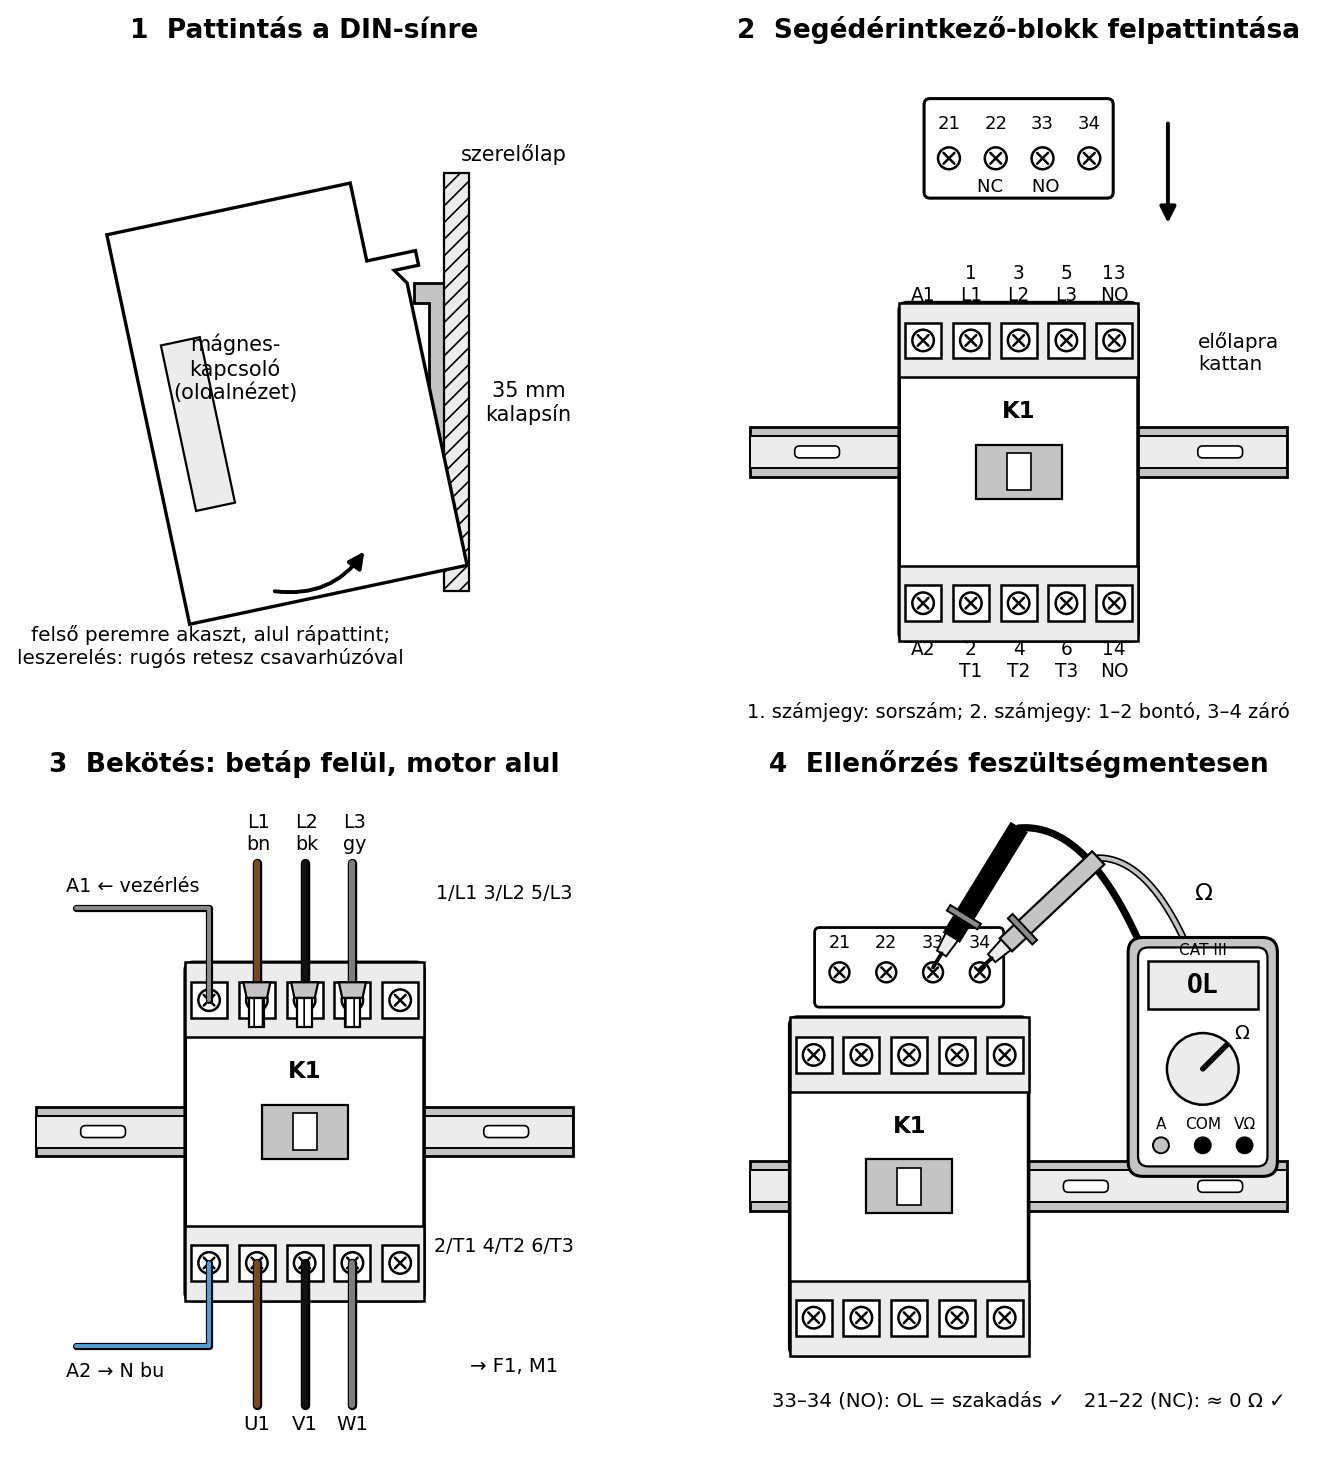 1 Pattintás a DIN-sínre
szerelőlap
mágnes-
kapcsoló
(oldalnézet)
35 mm
kalapsín
felső peremre akaszt, alul rápattint;
leszerelés: rugós retesz csavarhúzóval
2 Segédérintkező-blokk felpattintása
21 22 33 34
NC NO
1 3 5 13
A1 L1 L2 L3 NO
előlapra
kattan
K1
A2 2 4 6 14
T1 T2 T3 NO
1. számjegy: sorszám; 2. számjegy: 1–2 bontó, 3–4 záró
3 Bekötés: betáp felül, motor alul
L1 L2 L3
bn bk gy
A1 ← vezérlés
1/L1 3/L2 5/L3
K1
2/T1 4/T2 6/T3
A2 → N bu
→ F1, M1
U1 V1 W1
4 Ellenőrzés feszültségmentesen
Ω
21 22 33 34
CAT III
OL
Ω
A COM VΩ
K1
33–34 (NO): OL = szakadás ✓ 21–22 (NC): ≈ 0 Ω ✓